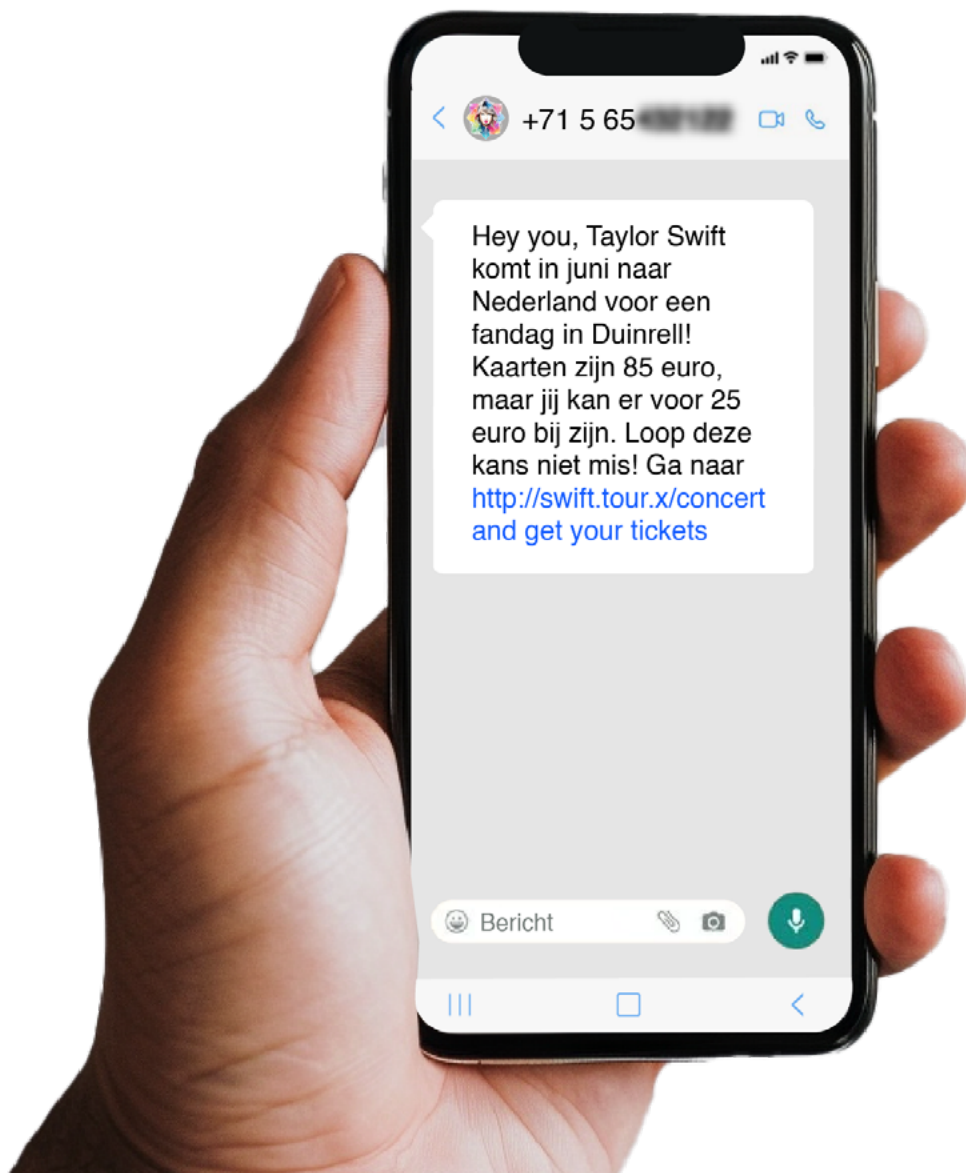 +71 5 65
Hey you, Taylor Swift
komt in juni naar
Nederland voor een
fandag in Duinrell!
Kaarten zijn 85 euro,
maar jij kan er voor 25
euro bij zijn. Loop deze
kans niet mis! Ga naar
http://swift.tour.x/concert
and get your tickets
Bericht